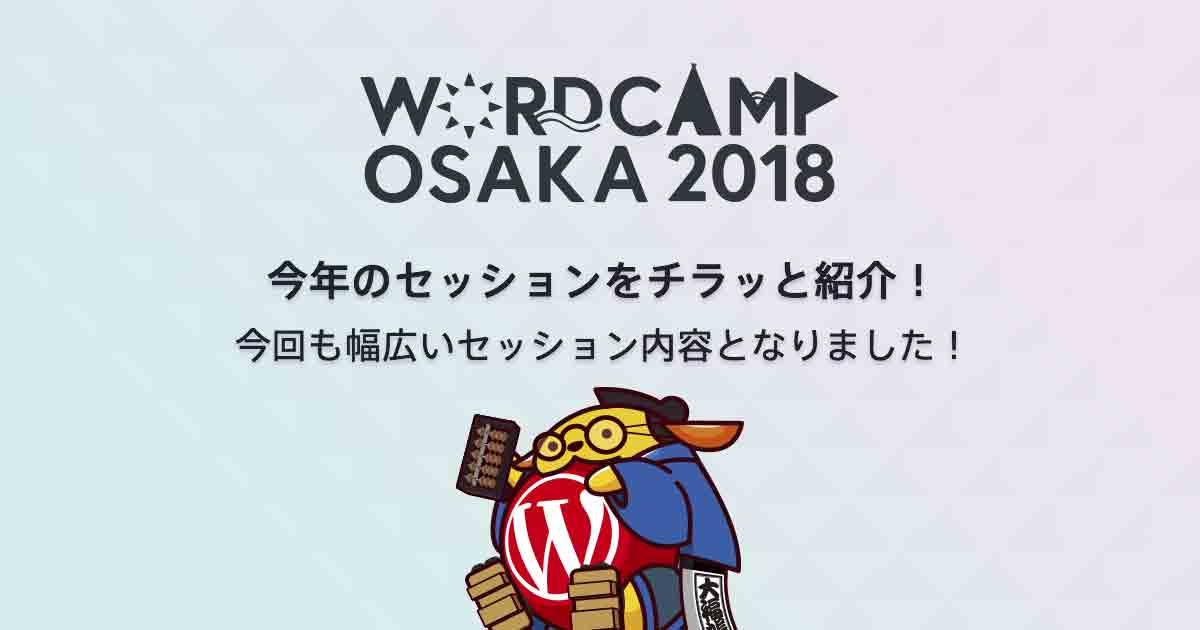 WORDCAMP
OSAKA 2018
今年のセッションをチラッと紹介！
今回も幅広いセッション内容となりました！
W
大福